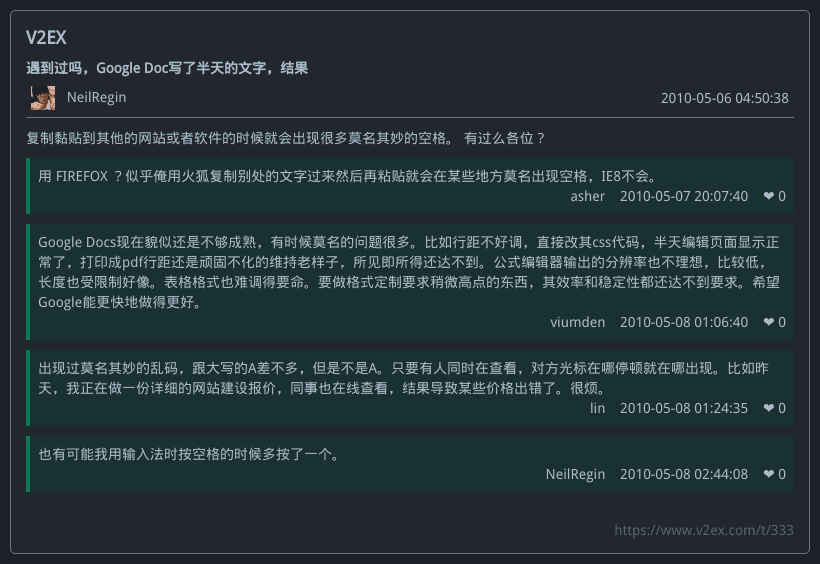 V2EX
遇到过吗，Google Doc写了半天的文字，结果
NeilRegin 2010-05-06 04:50:38
复制黏贴到其他的网站或者软件的时候就会出现很多莫名其妙的空格。 有过么各位？
用 FIREFOX ？似乎俺用火狐复制别处的文字过来然后再粘贴就会在某些地方莫名出现空格，IE8不会。
asher 2010-05-07 20:07:40 ❤ 0
Google Docs现在貌似还是不够成熟，有时候莫名的问题很多。比如行距不好调，直接改其css代码，半天编辑页面显示正
常了，打印成pdf行距还是顽固不化的维持老样子，所见即所得还达不到。公式编辑器输出的分辨率也不理想，比较低，
长度也受限制好像。表格格式也难调得要命。要做格式定制要求稍微高点的东西，其效率和稳定性都还达不到要求。希望
Google能更快地做得更好。
viumden 2010-05-08 01:06:40 ❤ 0
出现过莫名其妙的乱码，跟大写的A差不多，但是不是A。只要有人同时在查看，对方光标在哪停顿就在哪出现。比如昨
天，我正在做一份详细的网站建设报价，同事也在线查看，结果导致某些价格出错了。很烦。
lin 2010-05-08 01:24:35 ❤ 0
也有可能我用输入法时按空格的时候多按了一个。
NeilRegin 2010-05-08 02:44:08 ❤ 0
https://www.v2ex.com/t/333